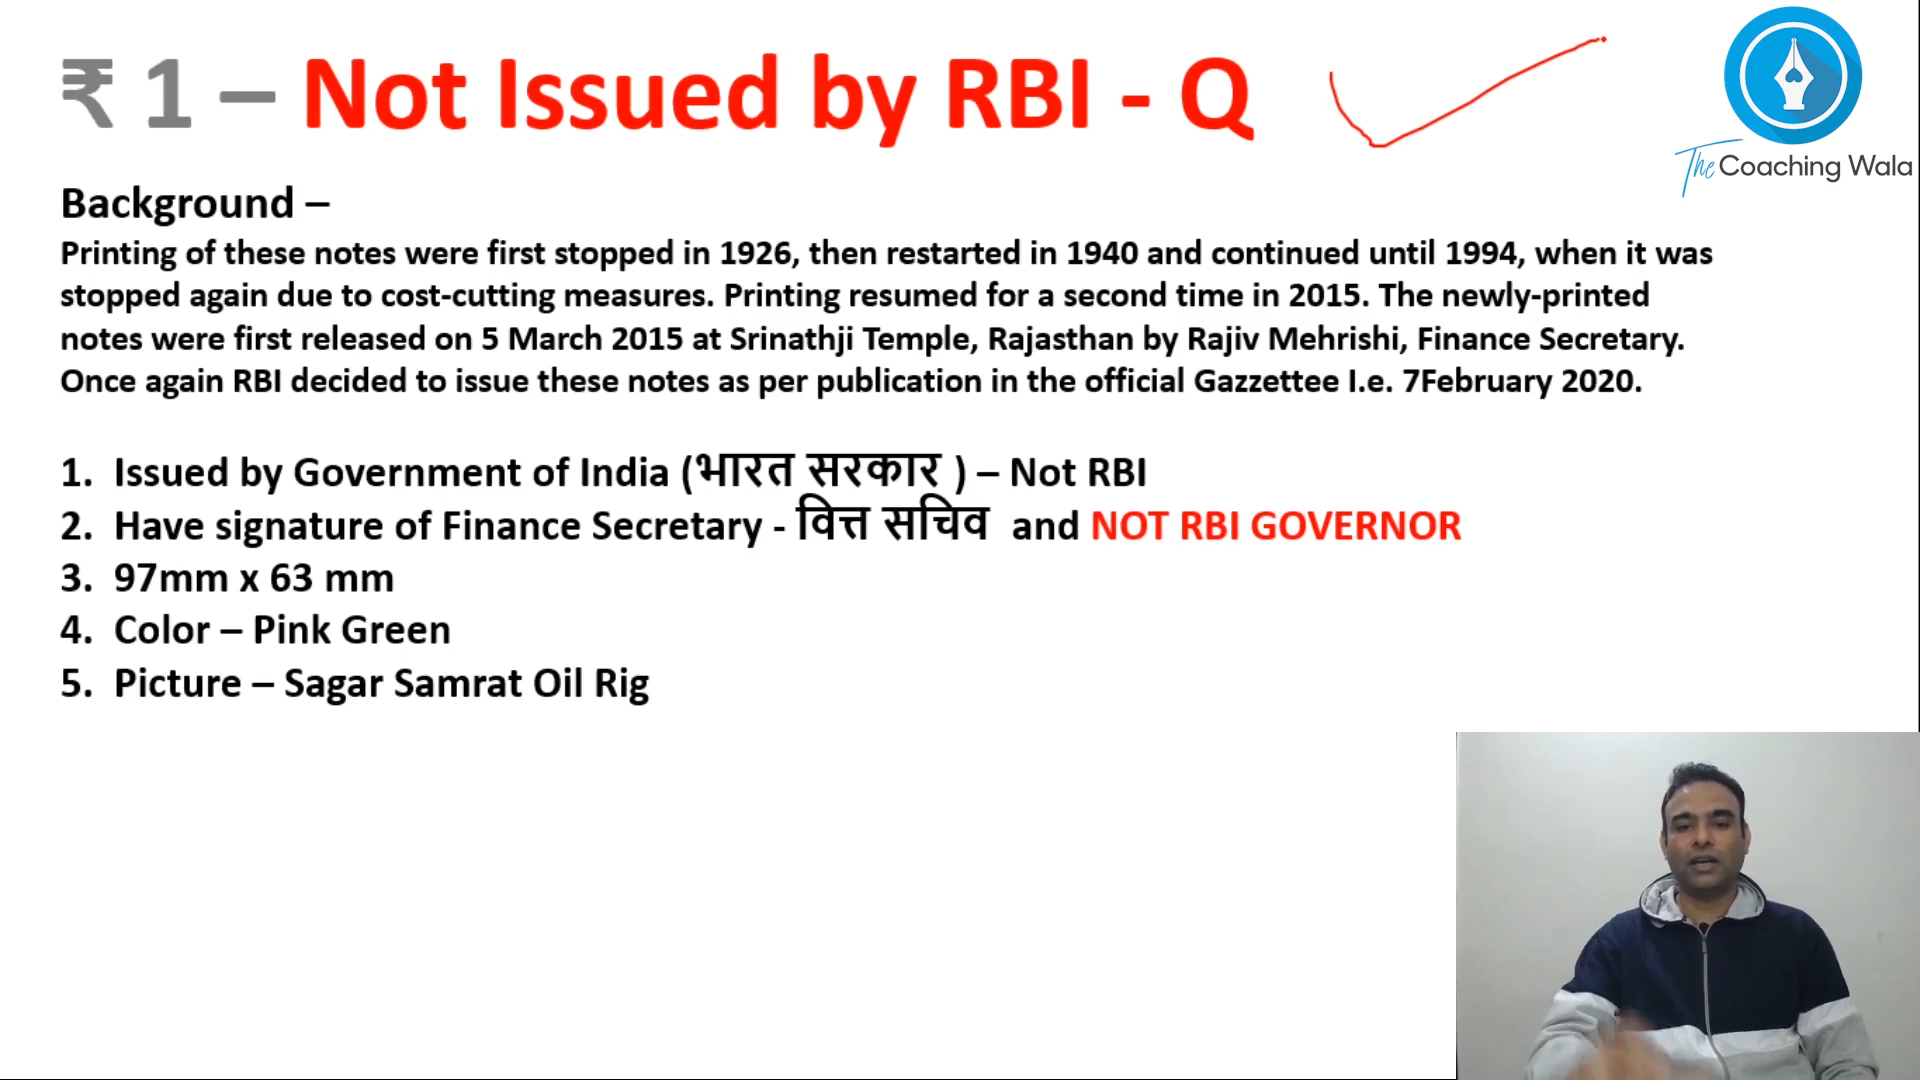 ₹ 1 – Not Issued by RBI - Q
The Coaching Wala
Background –
Printing of these notes were first stopped in 1926, then restarted in 1940 and continued until 1994, when it was
stopped again due to cost-cutting measures. Printing resumed for a second time in 2015. The newly-printed
notes were first released on 5 March 2015 at Srinathji Temple, Rajasthan by Rajiv Mehrishi, Finance Secretary.
Once again RBI decided to issue these notes as per publication in the official Gazzettee I.e. 7February 2020.
1. Issued by Government of India (भारत सरकार ) – Not RBI
2. Have signature of Finance Secretary - वित्त सचिव and NOT RBI GOVERNOR
3. 97mm x 63 mm
4. Color – Pink Green
5. Picture – Sagar Samrat Oil Rig